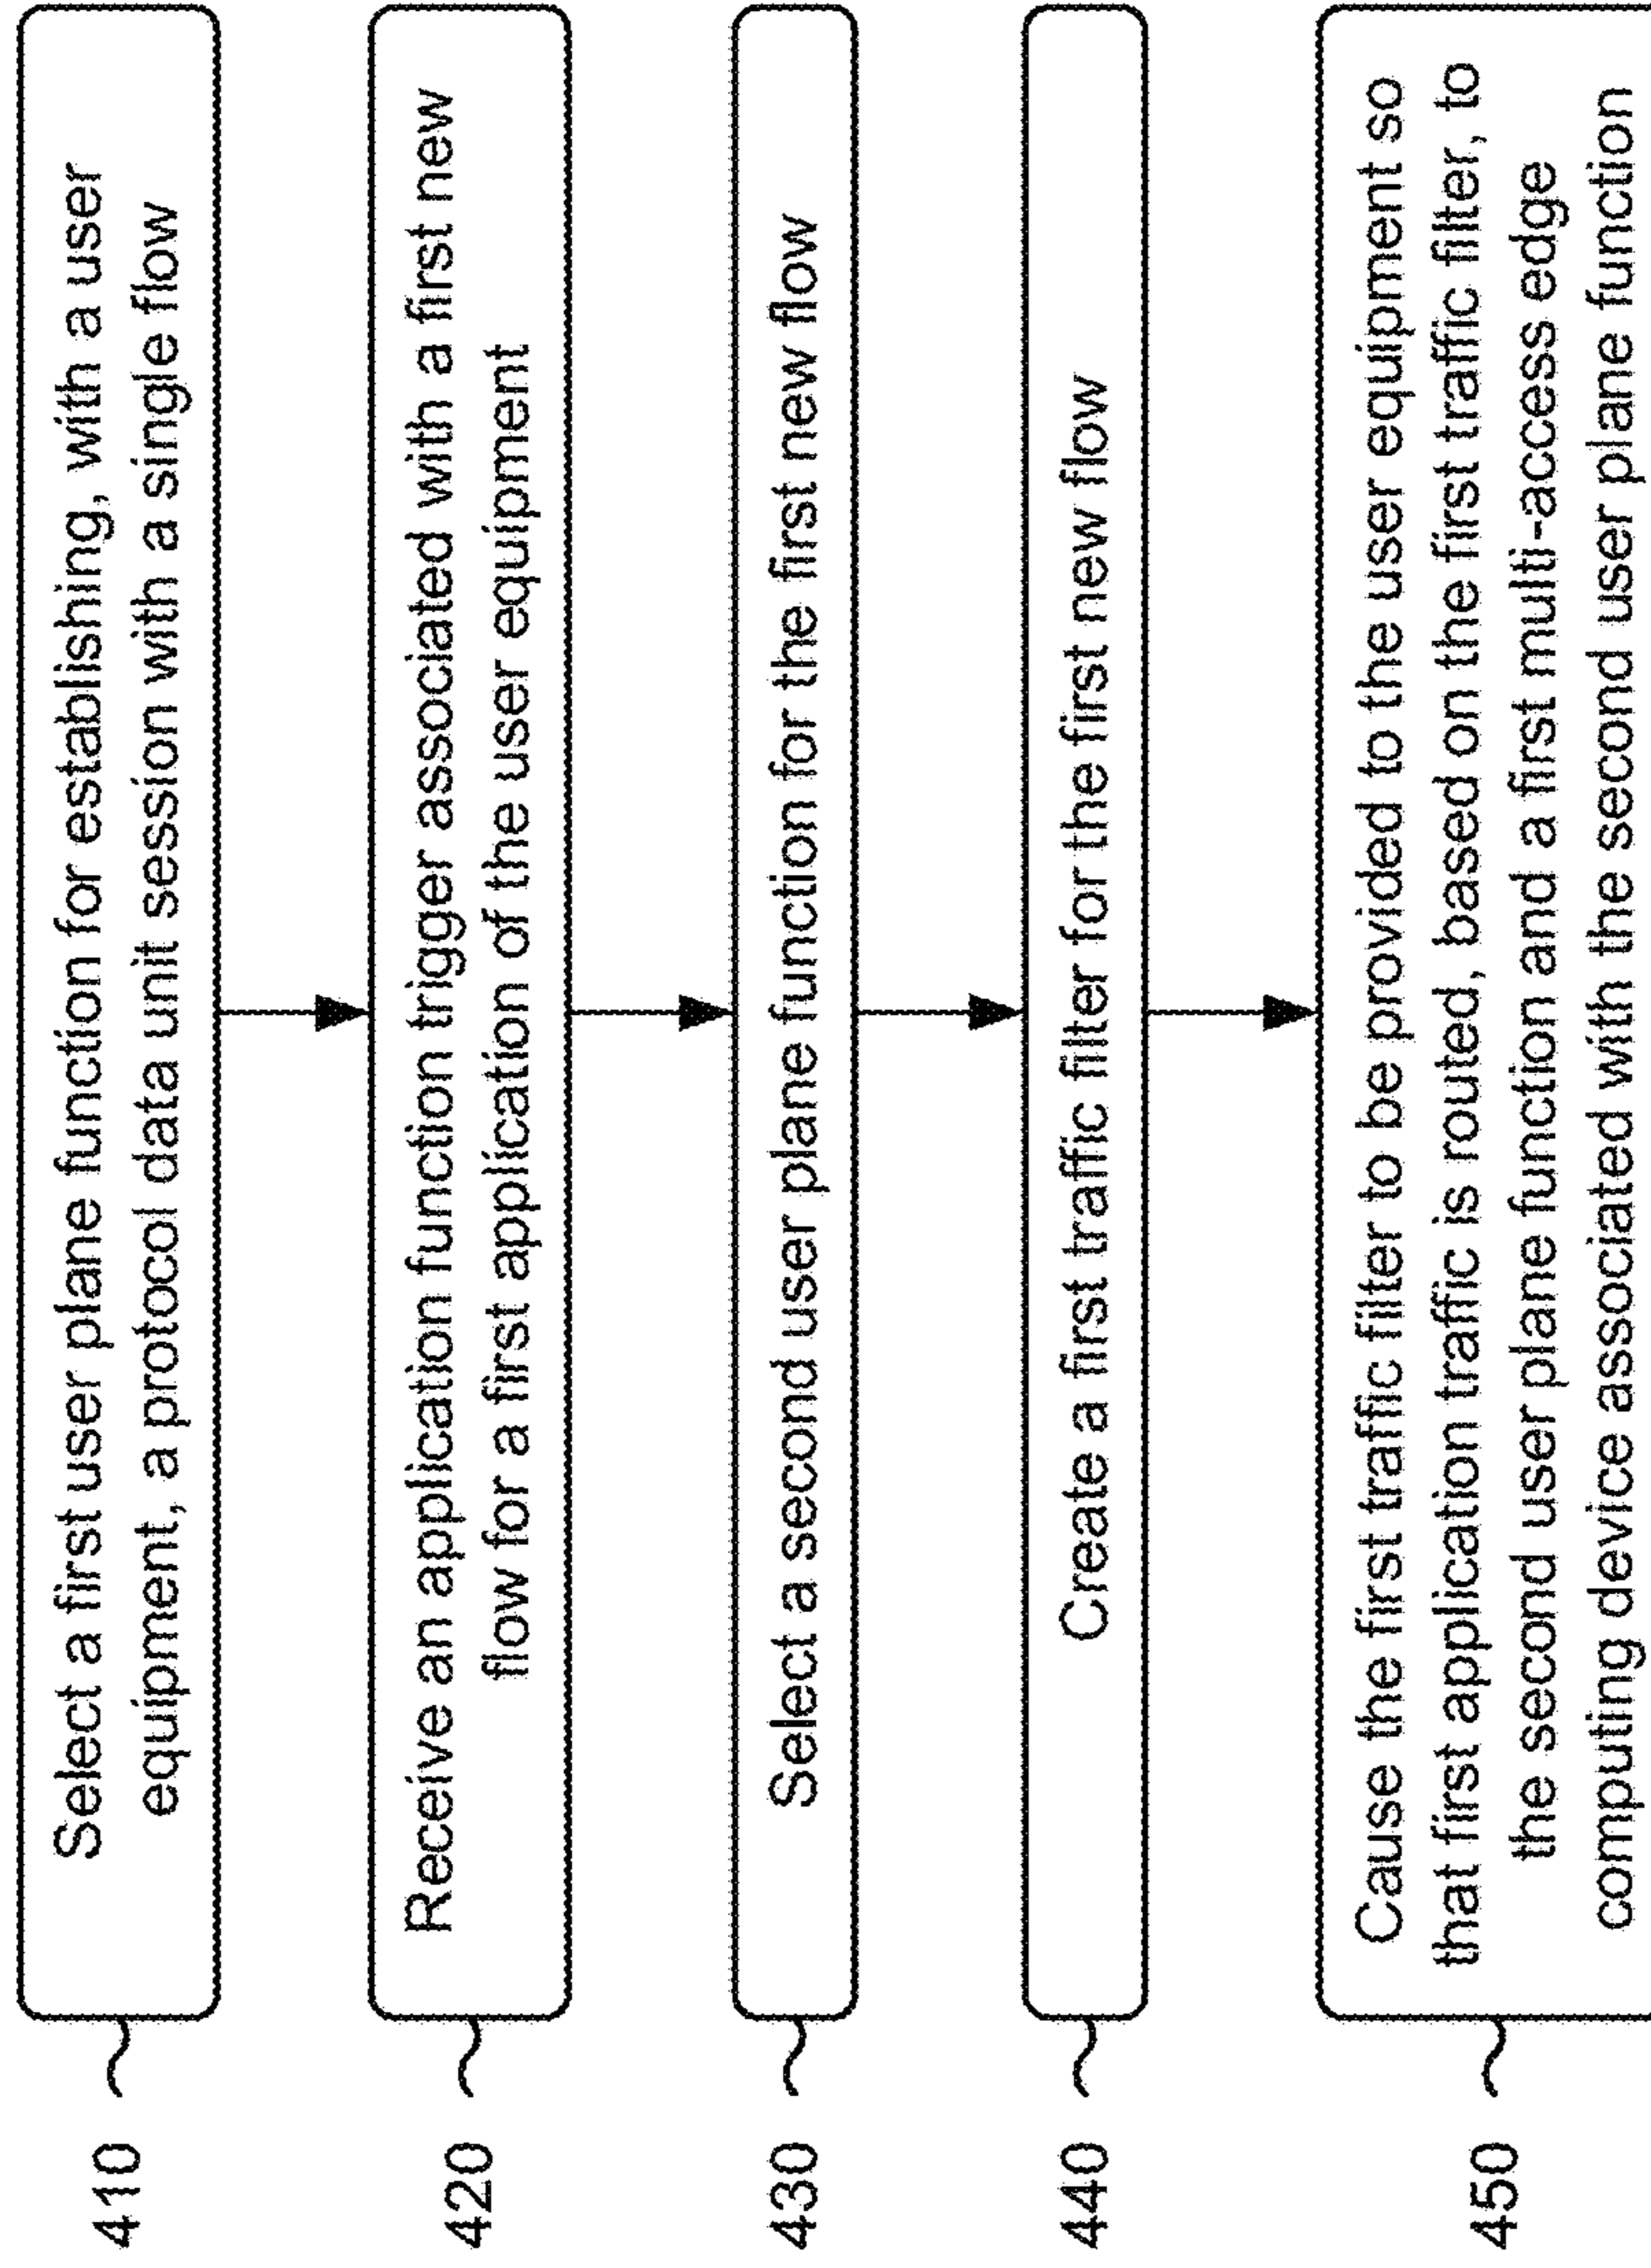 410
Select a first user plane function for establishing, with a user
equipment, a protocol data unit session with a single flow
420
Receive an application function trigger associated with a first new
flow for a first application of the user equipment
430
Select a second user plane function for the first new flow
440
Create a first traffic filter for the first new flow
450
Cause the first traffic filter to be provided to the user equipment so
that first application traffic is routed, based on the first traffic filter, to
the second user plane function and a first multi-access edge
computing device associated with the second user plane function